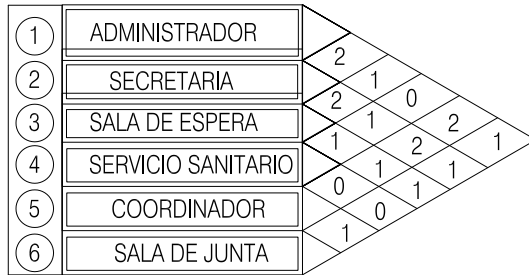 1 ADMINISTRADOR
2
2 SECRETARIA 1
2 0
3 SALA DE ESPERA 1 2
1 2 1
4 SERVICIO SANITARIO 1 1
0 1
5 COORDINADOR 0
1
6 SALA DE JUNTA